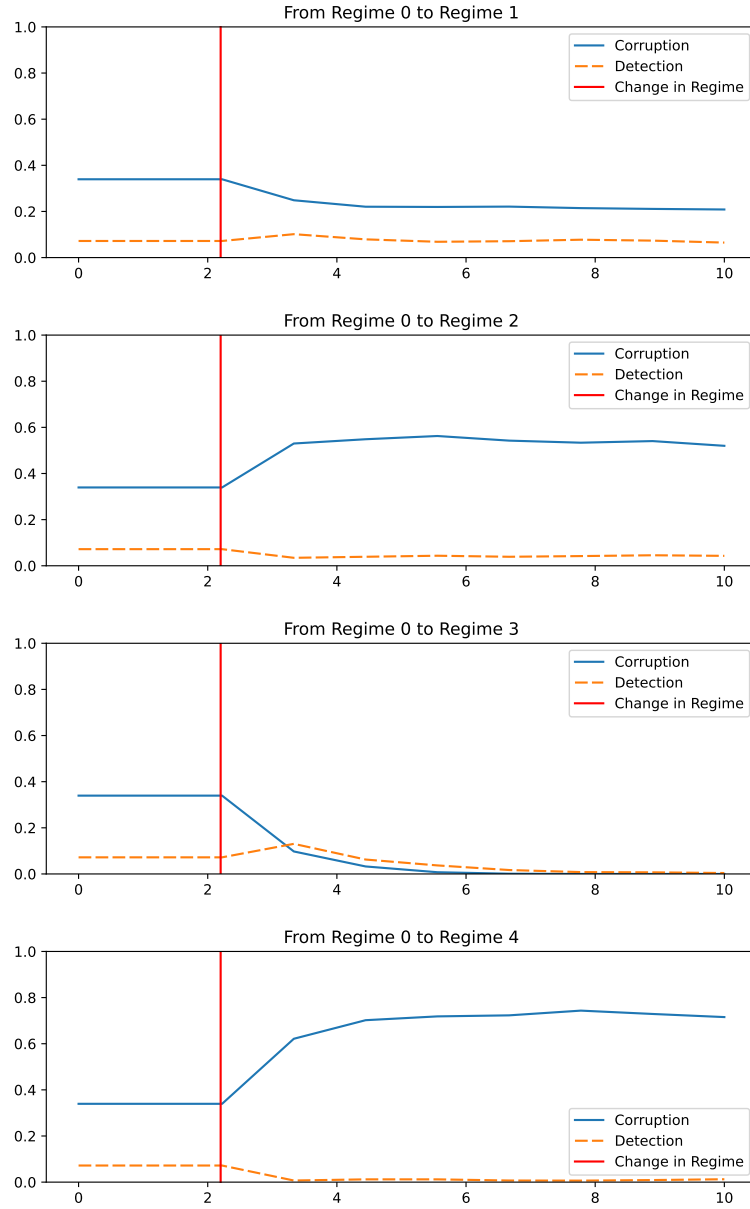 From Regime 0 to Regime 1
1.0
Corruption
Detection
Change in Regime
0.8
0.6
0.4
0.2
0.0
0 2 4 6 8 10
From Regime 0 to Regime 2
1.0
Corruption
Detection
Change in Regime
0.8
0.6
0.4
0.2
0.0
0 2 4 6 8 10
From Regime 0 to Regime 3
1.0
Corruption
Detection
Change in Regime
0.8
0.6
0.4
0.2
0.0
0 2 4 6 8 10
From Regime 0 to Regime 4
1.0
0.8
0.6
0.4
0.2
0.0
Corruption
Detection
Change in Regime
0 2 4 6 8 10